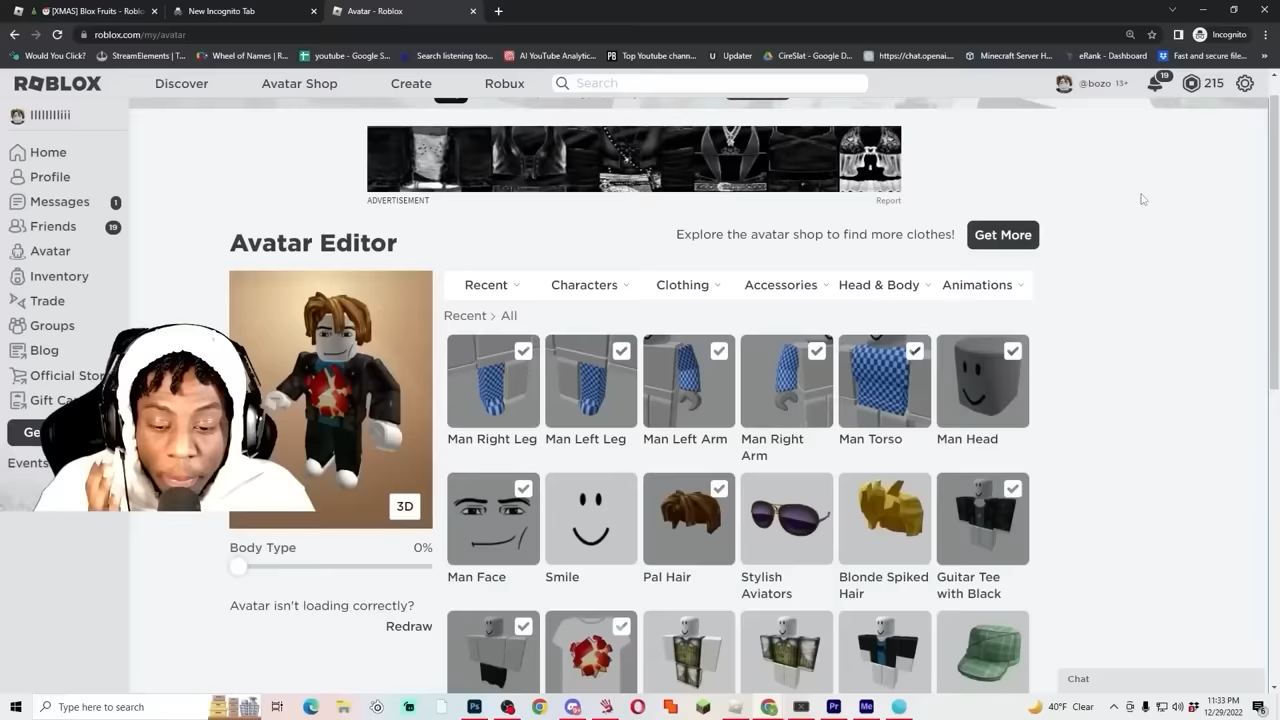 [XMAS] Blox Fruits - Roblo
New Incognito Tab
Avatar - Roblox
roblox.com/my/avatar
Incognito
Would You Click?
StreamElements | T...
Wheel of Names | R...
youtube - Google S...
Search listening too...
AI YouTube Analytic...
Top Youtube chann...
Updater
CireSlat - Google D...
https://chat.openai...
Minecraft Server H...
eRank - Dashboard
Fast and secure file...
ROBLOX
Discover
Avatar Shop
Create
Robux
Search
@bozo 13+
19
215
Home
Profile
Messages
1
Friends
19
Avatar
Inventory
Trade
Groups
Blog
Official Stor
Gift Ca
Ge
Events
ADVERTISEMENT
Report
Avatar Editor
Explore the avatar shop to find more clothes!
Get More
Recent
Characters
Clothing
Accessories
Head & Body
Animations
Recent > All
Man Right Leg
Man Left Leg
Man Left Arm
Man Right
Arm
Man Torso
Man Head
3D
Man Face
Smile
Pal Hair
Stylish
Aviators
Blonde Spiked
Hair
Guitar Tee
with Black
Body Type
0%
Avatar isn't loading correctly?
Redraw
Chat
Type here to search
40°F Clear
11:33 PM
12/29/2022